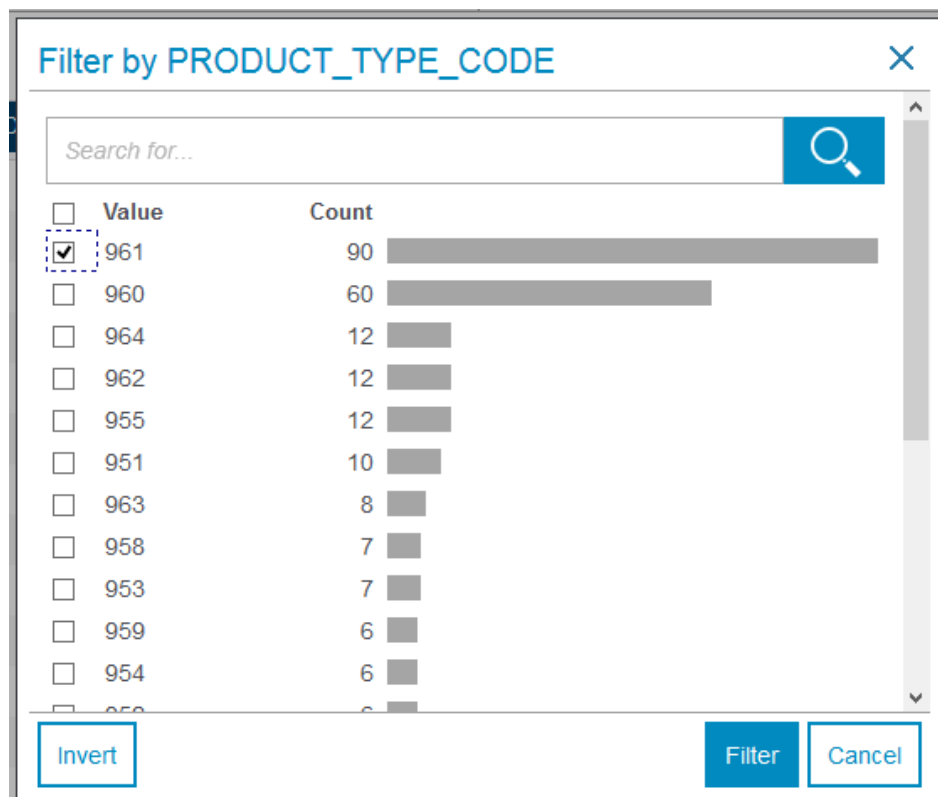 Filter by PRODUCT_TYPE_CODE
Search for...
Value Count
961 90
960 60
964 12
962 12
955 12
951 10
963 8
958 7
953 7
959 6
954 6
Invert Filter Cancel